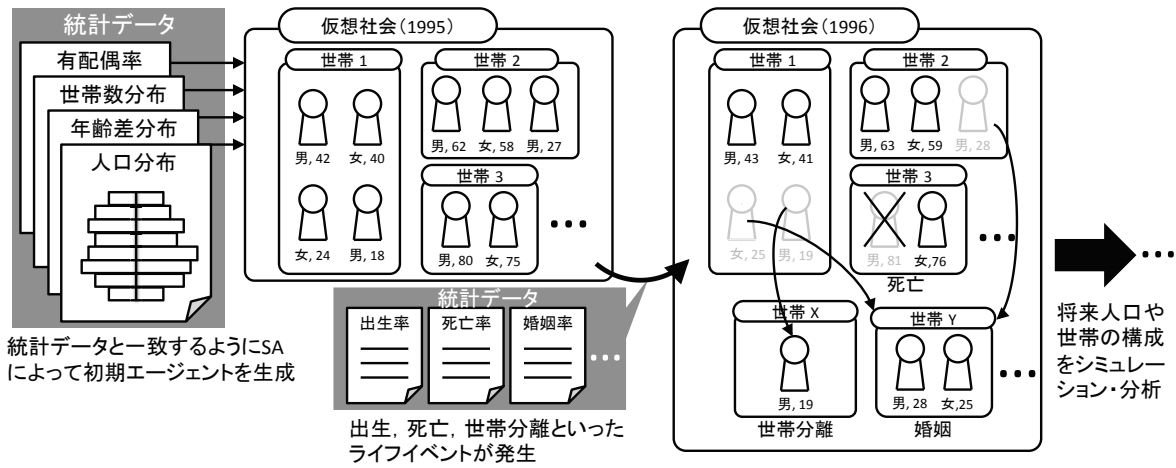 統計データ
有配偶率
世帯数分布
年齢差分布
人口分布
統計データと一致するようにSA
によって初期エージェントを生成
仮想社会(1995)
世帯 1
男, 42 女, 40
女, 24 男, 18
世帯 2
男, 62 女, 58 男, 27
世帯 3
男, 80 女, 75
・・・
統計データ
出生率 死亡率 婚姻率
・・・
出生, 死亡, 世帯分離といった
ライフイベントが発生
仮想社会(1996)
世帯 1
男, 43 女, 41
女, 25 男, 19
世帯 2
男, 63 女, 59 男, 28
世帯 3
男, 81 女,76
死亡
・・・
世帯 X
男, 19
世帯分離
世帯 Y
男, 28 女,25
婚姻
・・・
・・・
将来人口や
世帯の構成
をシミュレー
ション・分析